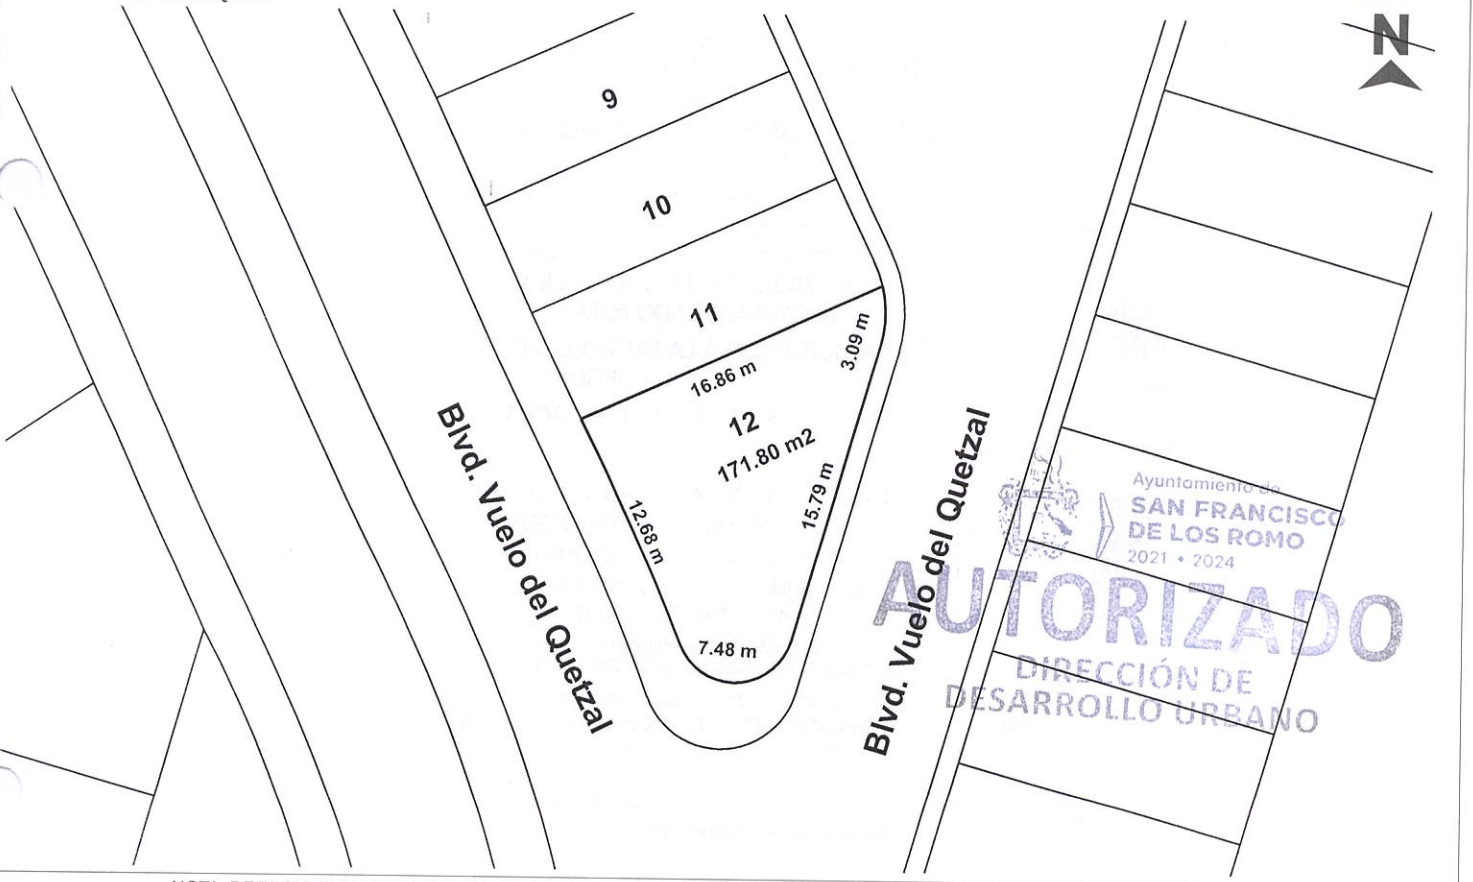 N
9
10
11
3.09 m
16.86 m
12
171.80 m2
12.68 m
15.79 m
7.48 m
Blvd. Vuelo del Quetzal
Blvd. Vuelo del Quetzal
Ayuntamiento de
SAN FRANCISCO
DE LOS ROMO
2021 • 2024
AUTORIZADO
DIRECCIÓN DE
DESARROLLO URBANO